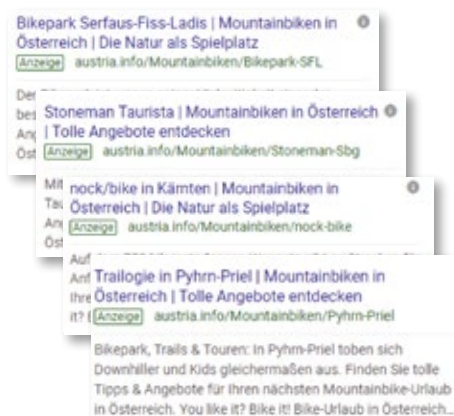 Bikepark Serfaus-Fiss-Ladis | Mountainbiken in
Österreich | Die Natur als Spielplatz
Anzeige austria.info/Mountainbiken/Bikepark-SFL
Der
Stoneman Taurista | Mountainbiken in Österreich
| Tolle Angebote entdecken
Anzeige austria.info/Mountainbiken/Stoneman-Sbg
Mit
nock/bike in Kärnten | Mountainbiken in
Österreich | Die Natur als Spielplatz
Anzeige austria.info/Mountainbiken/nock-bike
Auf
Trailogie in Pyhrn-Priel | Mountainbiken in
Österreich | Tolle Angebote entdecken
Anzeige austria.info/Mountainbiken/Pyhrn-Priel
Bikepark, Trails & Touren: In Pyhrn-Priel toben sich
Downhiller und Kids gleichermaßen aus. Finden Sie tolle
Tipps & Angebote für Ihren nächsten Mountainbike-Urlaub
in Österreich. You like it? Bike it! Bike-Urlaub in Österreich...